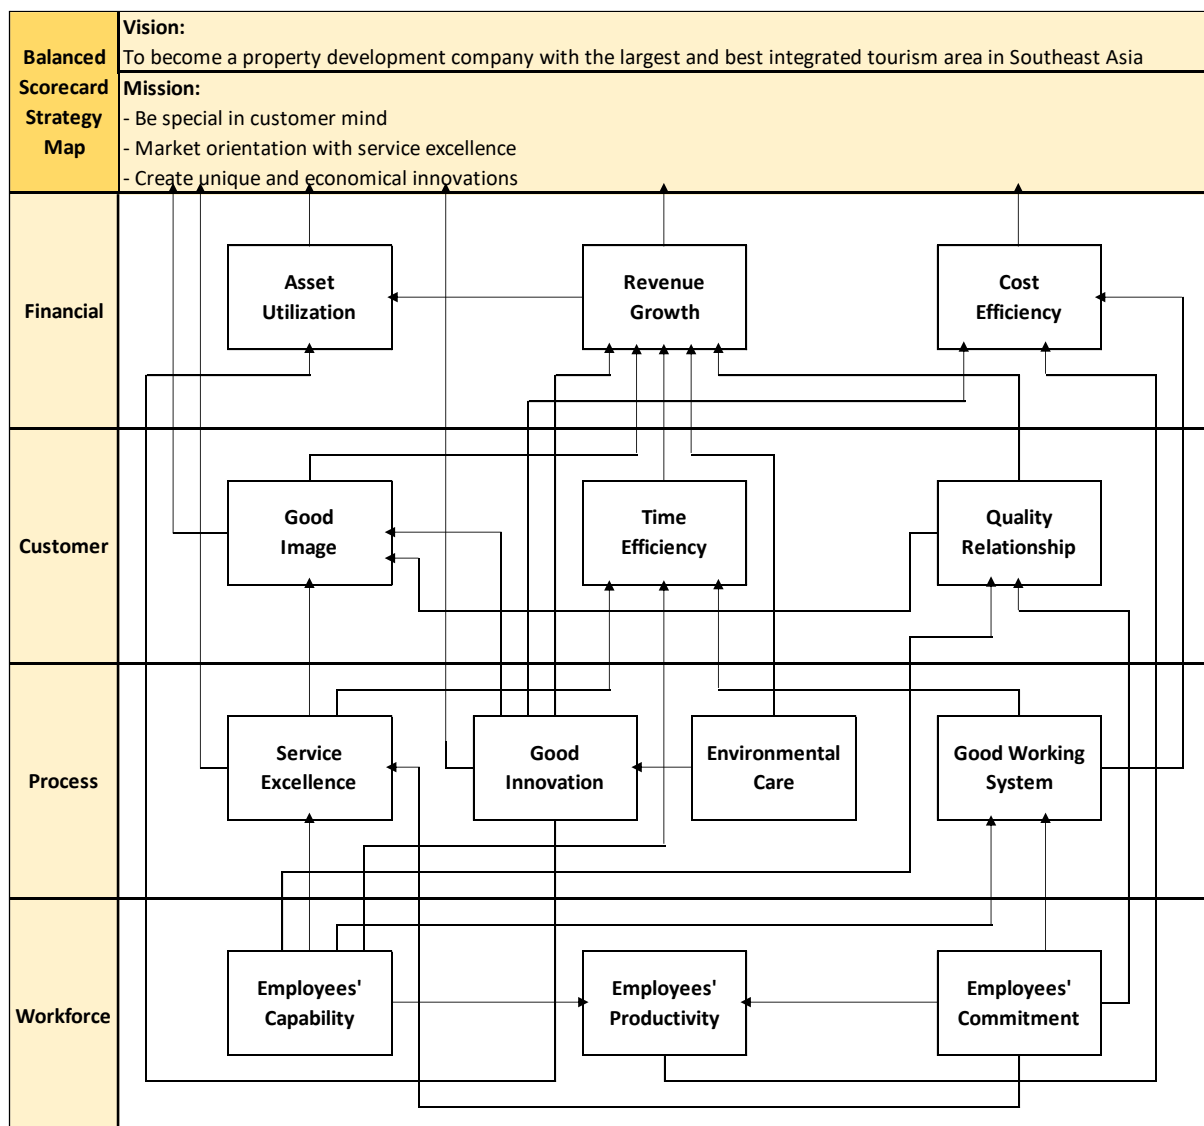 Balanced
Scorecard
Strategy
Map
Vision:
To become a property development company with the largest and best integrated tourism area in Southeast Asia
Mission:
- Be special in customer mind
- Market orientation with service excellence
- Create unique and economical innovations
Financial
Asset
Utilization
Revenue
Growth
Cost
Efficiency
Customer
Good
Image
Time
Efficiency
Quality
Relationship
Process
Service
Excellence
Good
Innovation
Environmental
Care
Good Working
System
Workforce
Employees'
Capability
Employees'
Productivity
Employees'
Commitment